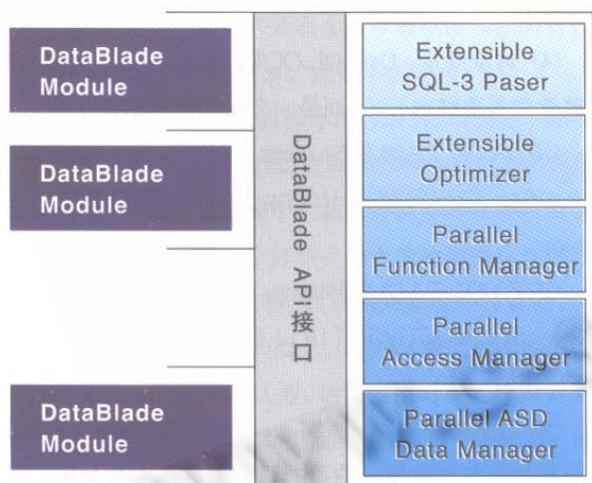 DataBlade
Module
DataBlade
Module
DataBlade
Module
DataBlade APi接口
Extensible
SQL-3 Paser
Extensible
Optimizer
Parallel
Function Manager
Parallel
Access Manager
Parallel ASD
Data Manager